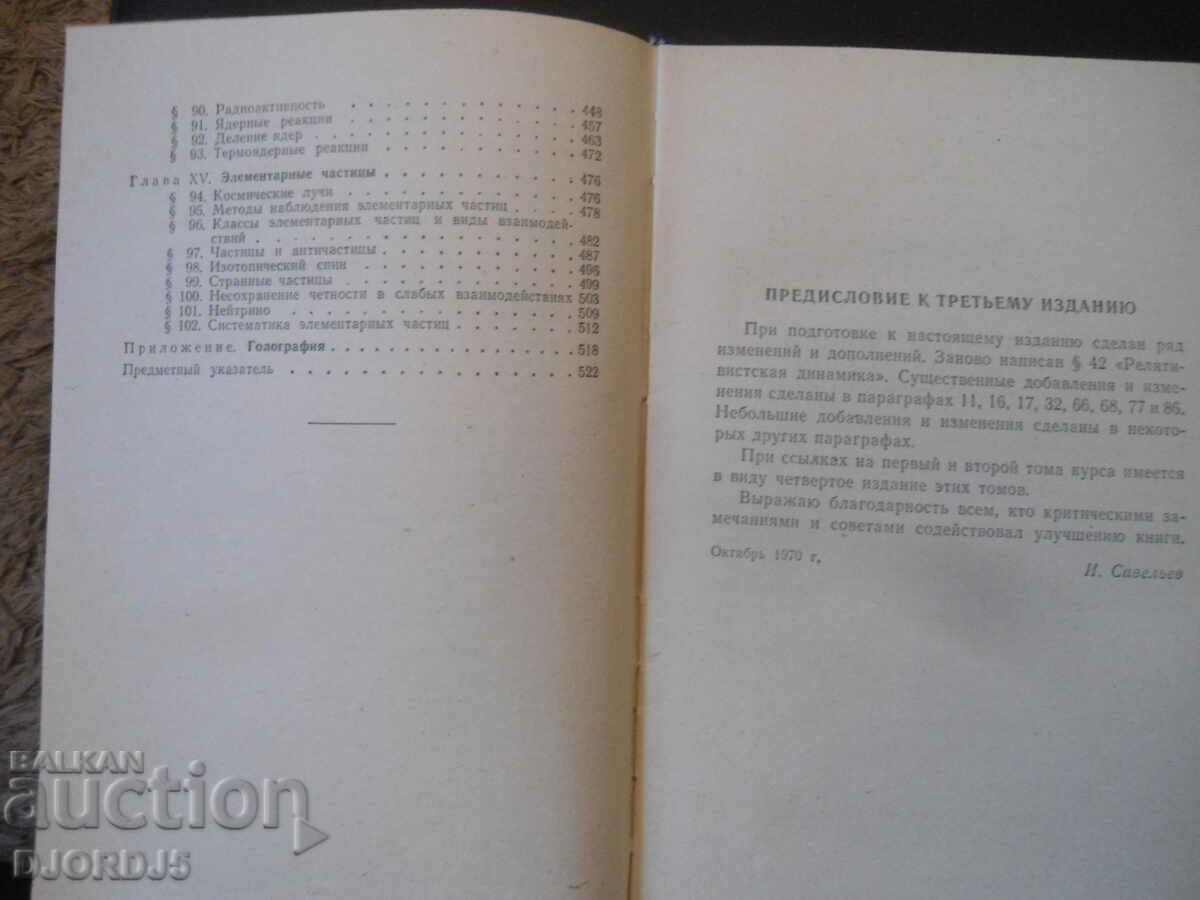 § 90. Радиоактивность . . . . . . . . . . . . . . 448
§ 91. Ядерные реакции . . . . . . . . . . . . . . 457
§ 92. Деление ядер . . . . . . . . . . . . . . 463
§ 93. Термоядерные реакции . . . . . . . . . . . . 472
Глава XV. Элементарные частицы . . . . . . . . . . . . 476
§ 94. Космические лучи . . . . . . . . . . . . . 476
§ 95. Методы наблюдения элементарных частиц . . . . 478
§ 96. Классы элементарных частиц и виды взаимодей-
ствий . . . . . . . . . . . . . . . . . 482
§ 97. Частицы и античастицы . . . . . . . . . . . 487
§ 98. Изотопический спин . . . . . . . . . . . . 496
§ 99. Странные частицы . . . . . . . . . . . . . 499
§ 100. Несохранение четности в слабых взаимодействиях 503
§ 101. Нейтрино . . . . . . . . . . . . . . . . 509
§ 102. Систематика элементарных частиц . . . . . . . 512
Приложение. Голография . . . . . . . . . . . . . . 518
Предметный указатель . . . . . . . . . . . . . . . 522
ПРЕДИСЛОВИЕ К ТРЕТЬЕМУ ИЗДАНИЮ
При подготовке к настоящему изданию сделан ряд
изменений и дополнений. Заново написан § 42 «Реляти-
вистская динамика». Существенные добавления и изме-
нения сделаны в параграфах 11, 16, 17, 32, 66, 68, 77 и 86.
Небольшие добавления и изменения сделаны в некото-
рых других параграфах.
При ссылках на первый и второй тома курса имеется
в виду четвертое издание этих томов.
Выражаю благодарность всем, кто критическими за-
мечаниями и советами содействовал улучшению книги.
Октябрь 1970 г.
И. Савельев
BALKAN
auction
DJORDJ5